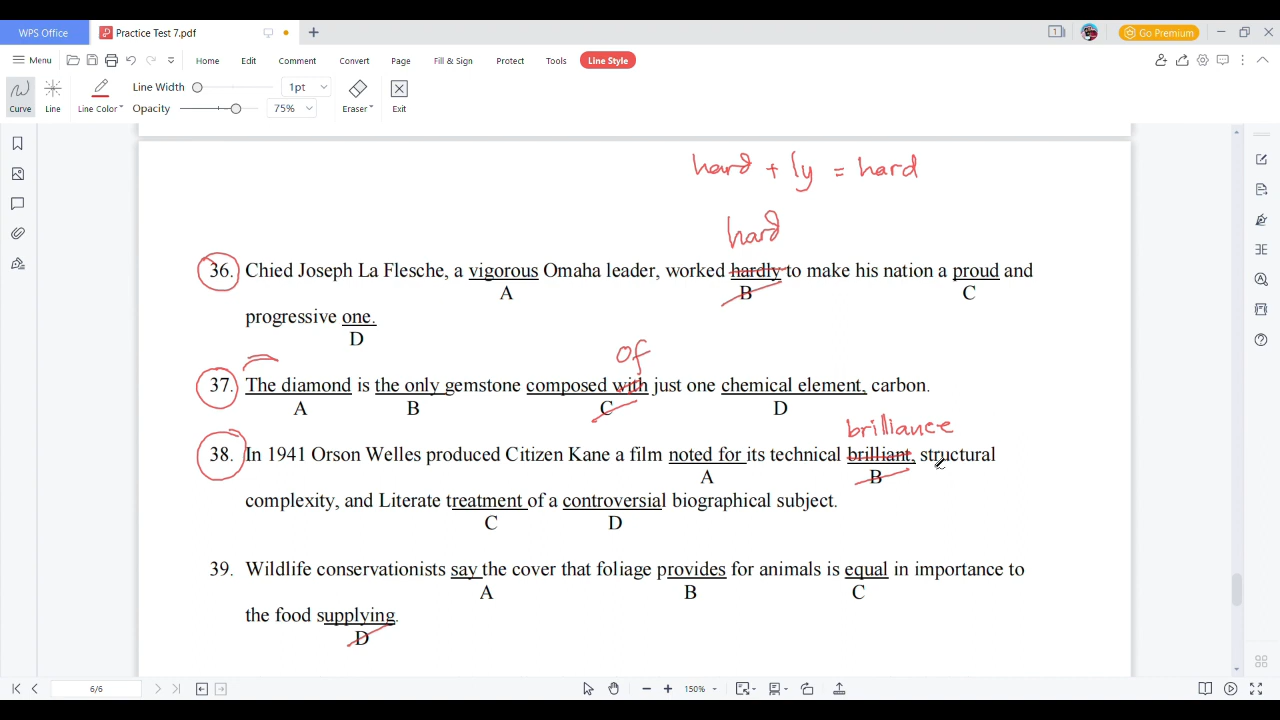 WPS Office
Practice Test 7.pdf
Go Premium
Menu
Home
Edit
Comment
Convert
Page
Fill & Sign
Protect
Tools
Line Style
Curve
Line
Line Color
Line Width
1pt
Opacity
75%
Eraser
Exit
hard + ly = hard
hard
36. Chied Joseph La Flesche, a vigorous Omaha leader, worked hardly to make his nation a proud and
A B C
progressive one.
D
of
37. The diamond is the only gemstone composed with just one chemical element, carbon.
A B C D
brilliance
38. In 1941 Orson Welles produced Citizen Kane a film noted for its technical brilliant, structural
A B
complexity, and Literate treatment of a controversial biographical subject.
C D
39. Wildlife conservationists say the cover that foliage provides for animals is equal in importance to
A B C
the food supplying.
D
6/6
150%